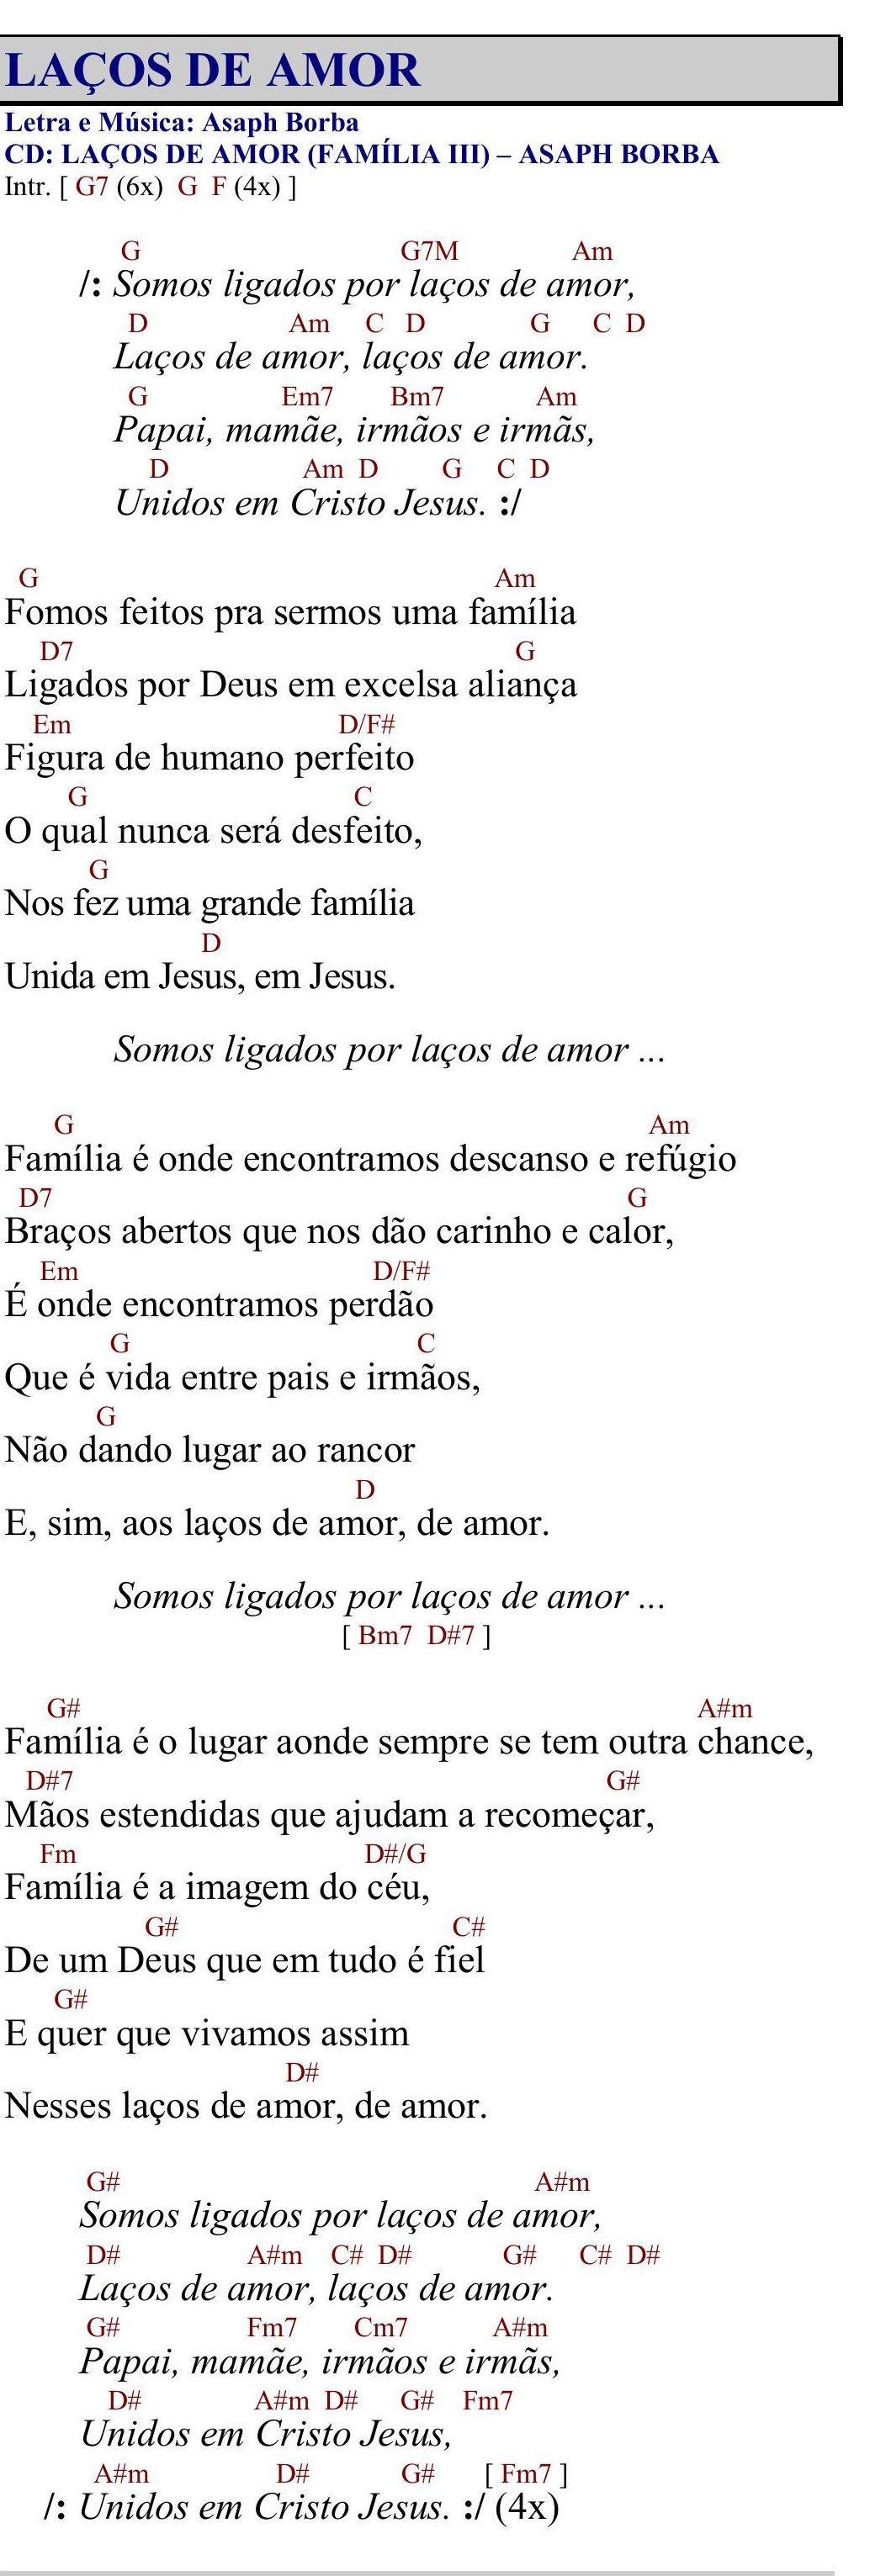 LAÇOS DE AMOR
Letra e Música: Asaph Borba
CD: LAÇOS DE AMOR (FAMÍLIA III) – ASAPH BORBA
Intr. [ G7 (6x) G F (4x) ]
G G7M Am
/: Somos ligados por laços de amor,
D Am C D G C D
Laços de amor, laços de amor.
G Em7 Bm7 Am
Papai, mamãe, irmãos e irmãs,
D Am D G C D
Unidos em Cristo Jesus. :/
G Am
Fomos feitos pra sermos uma família
D7 G
Ligados por Deus em excelsa aliança
Em D/F#
Figura de humano perfeito
G C
O qual nunca será desfeito,
G
Nos fez uma grande família
D
Unida em Jesus, em Jesus.
Somos ligados por laços de amor ...
G Am
Família é onde encontramos descanso e refúgio
D7 G
Braços abertos que nos dão carinho e calor,
Em D/F#
É onde encontramos perdão
G C
Que é vida entre pais e irmãos,
G
Não dando lugar ao rancor
D
E, sim, aos laços de amor, de amor.
Somos ligados por laços de amor ...
[ Bm7 D#7 ]
G# A#m
Família é o lugar aonde sempre se tem outra chance,
D#7 G#
Mãos estendidas que ajudam a recomeçar,
Fm D#/G
Família é a imagem do céu,
G# C#
De um Deus que em tudo é fiel
G#
E quer que vivamos assim
D#
Nesses laços de amor, de amor.
G# A#m
Somos ligados por laços de amor,
D# A#m C# D# G# C# D#
Laços de amor, laços de amor.
G# Fm7 Cm7 A#m
Papai, mamãe, irmãos e irmãs,
D# A#m D# G# Fm7
Unidos em Cristo Jesus,
A#m D# G# [ Fm7 ]
/: Unidos em Cristo Jesus. :/ (4x)